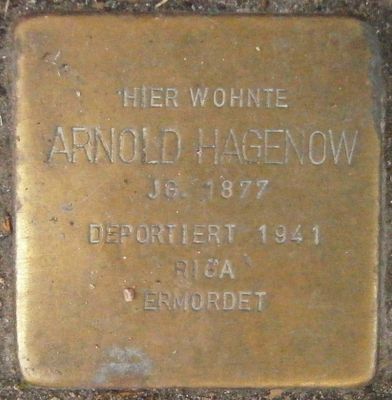 HIER WOHNTE
ARNOLD HAGENOW
JG. 1877
DEPORTIERT 1941
RIGA
ERMORDET